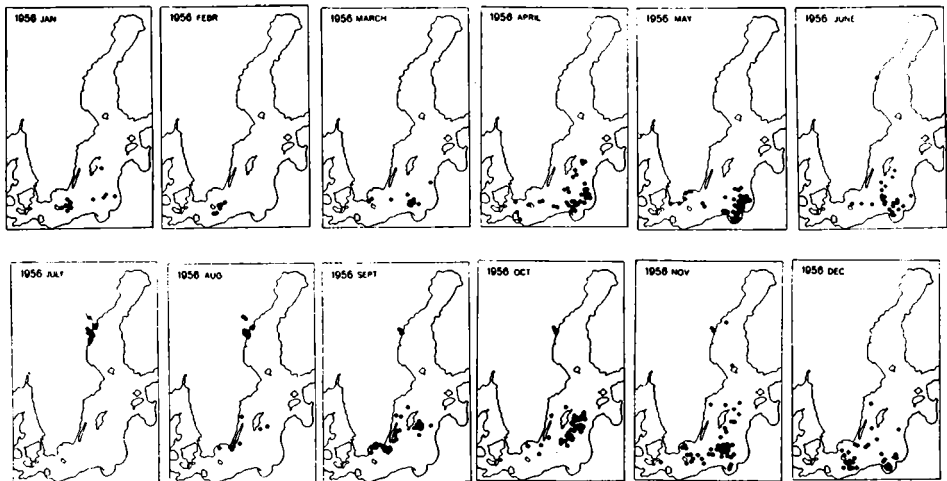 1956 JAN
1956 FEBR
1956 MARCH
1956 APRIL
1956 MAY
1956 JUNE
1956 JULY
1956 AUG
1956 SEPT
1956 OCT
1956 NOV
1956 DEC